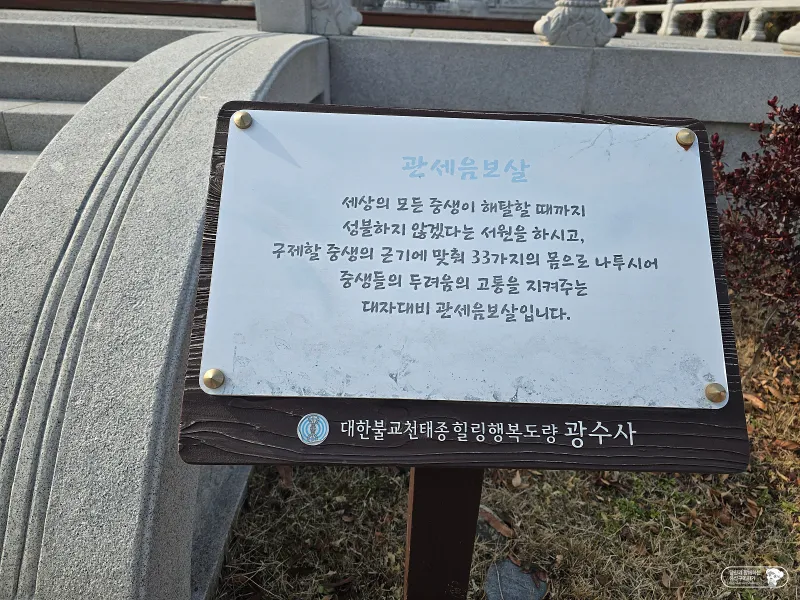 관세음보살
세상의 모든 중생이 해탈할 때까지
성불하지 않겠다는 서원을 하시고,
구제할 중생의 근기에 맞춰 33가지의 몸으로 나투시어
중생들의 두려움의 고통을 지켜주는
대자대비 관세음보살입니다.
대한불교천태종 힐링행복도량 광수사